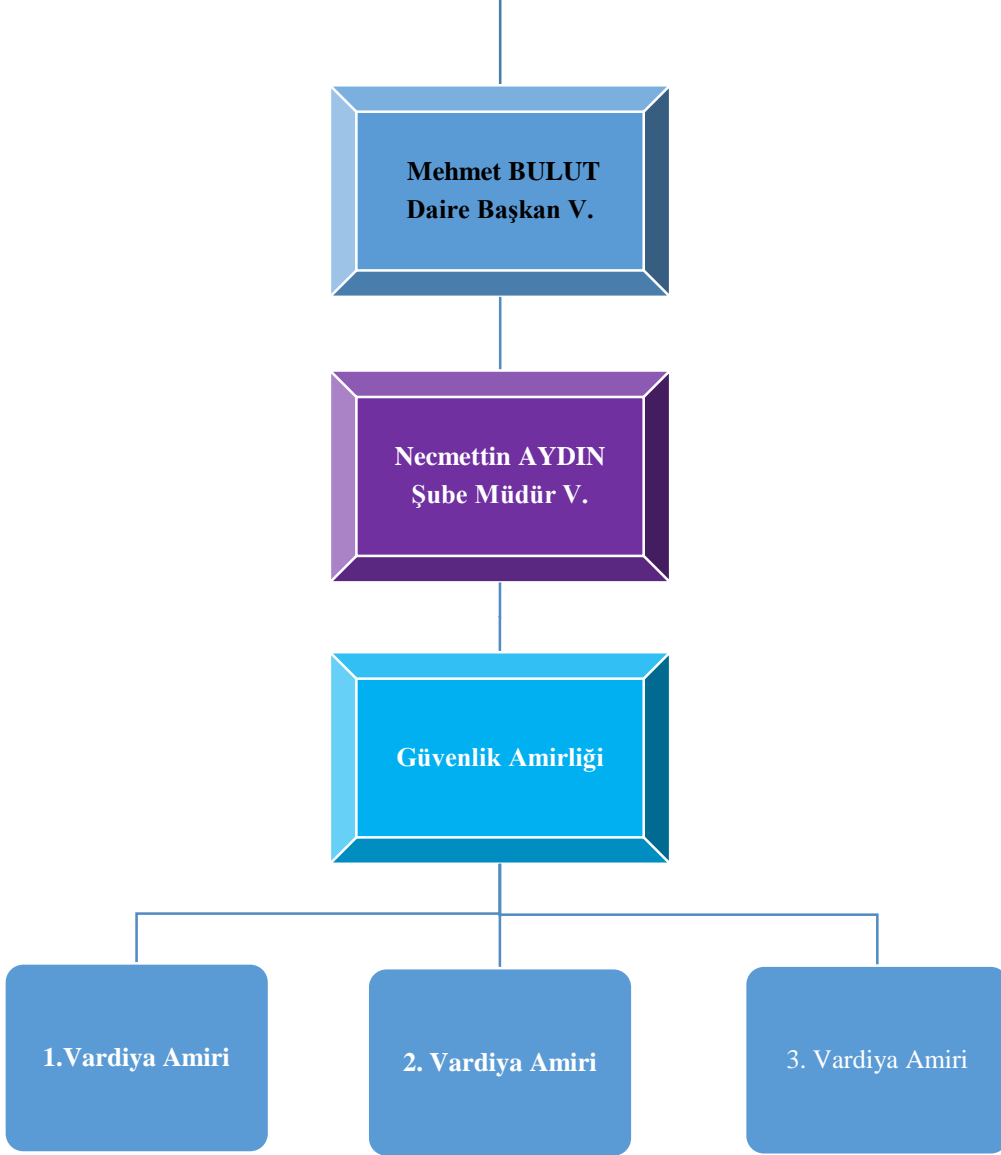 Mehmet BULUT
Daire Başkan V.
Necmettin AYDIN
Şube Müdür V.
Güvenlik Amirliği
1.Vardiya Amiri
2. Vardiya Amiri
3. Vardiya Amiri